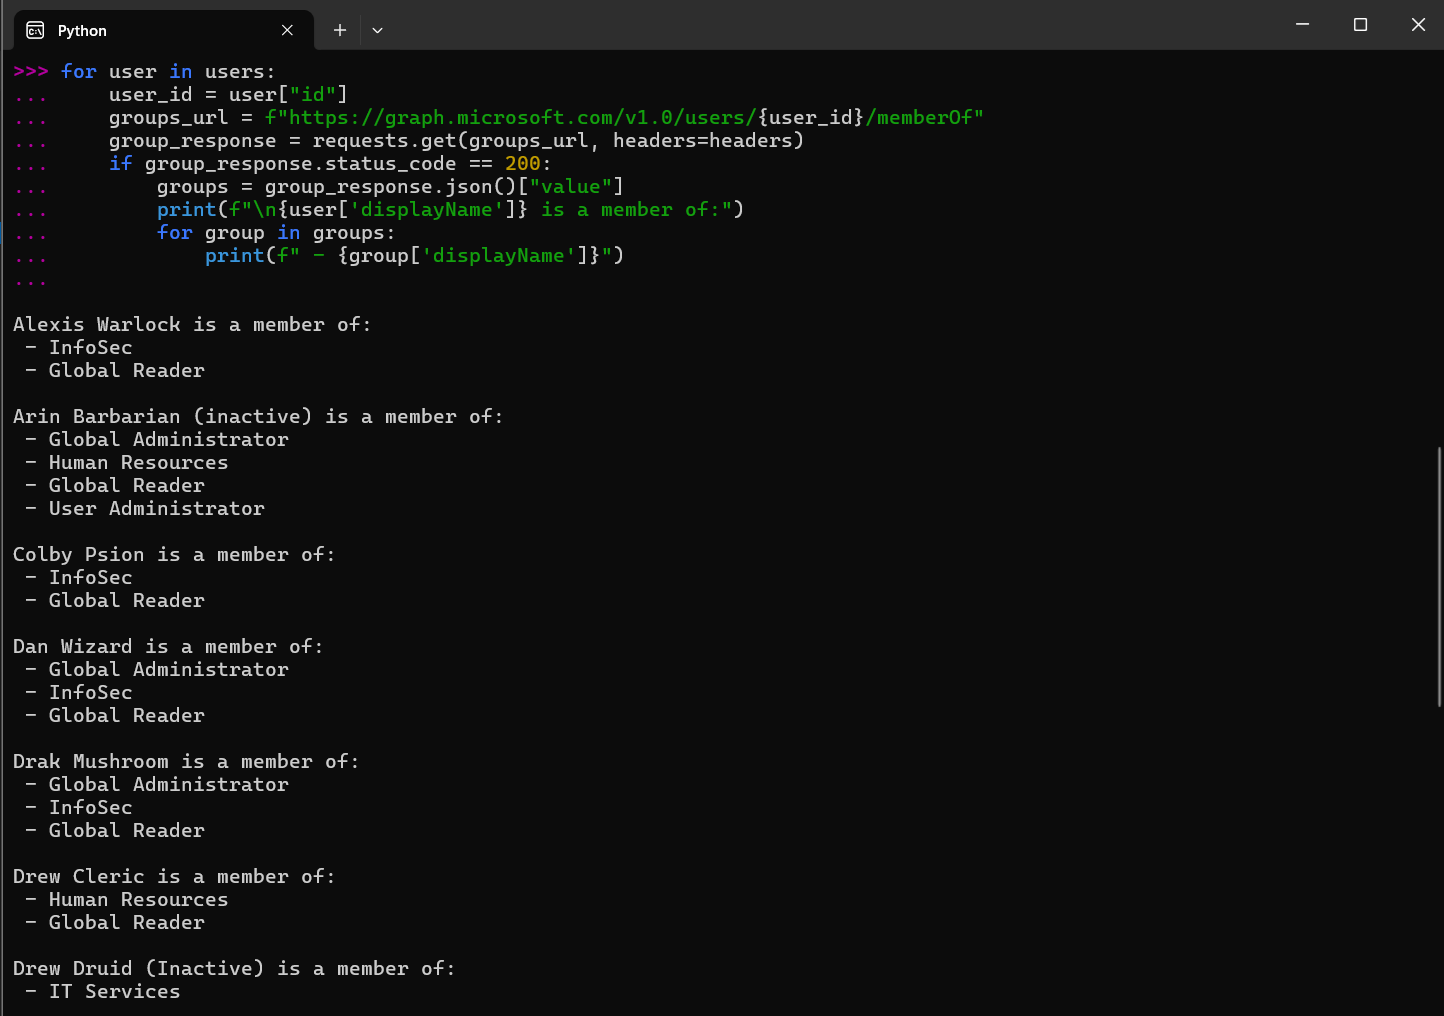 Python
>>> for user in users:
...     user_id = user["id"]
...     groups_url = f"https://graph.microsoft.com/v1.0/users/{user_id}/memberOf"
...     group_response = requests.get(groups_url, headers=headers)
...     if group_response.status_code == 200:
...         groups = group_response.json()["value"]
...         print(f"\n{user['displayName']} is a member of:")
...         for group in groups:
...             print(f" - {group['displayName']}")
...
Alexis Warlock is a member of:
 - InfoSec
 - Global Reader
Arin Barbarian (inactive) is a member of:
 - Global Administrator
 - Human Resources
 - Global Reader
 - User Administrator
Colby Psion is a member of:
 - InfoSec
 - Global Reader
Dan Wizard is a member of:
 - Global Administrator
 - InfoSec
 - Global Reader
Drak Mushroom is a member of:
 - Global Administrator
 - InfoSec
 - Global Reader
Drew Cleric is a member of:
 - Human Resources
 - Global Reader
Drew Druid (Inactive) is a member of:
 - IT Services